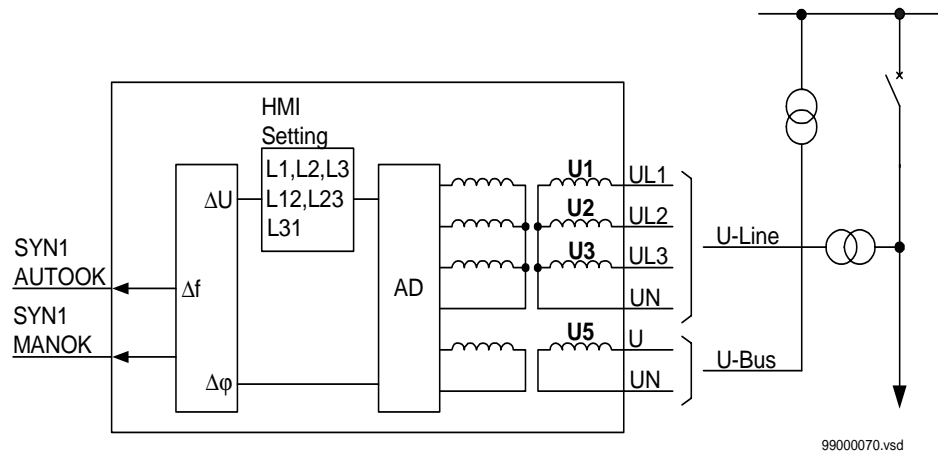 HMI
Setting
L1,L2,L3
L12,L23
L31
ΔU
Δf
Δφ
SYN1
AUTOOK
SYN1
MANOK
AD
U1
UL1
U2
UL2
U3
UL3
UN
U5
U
UN
U-Line
U-Bus
99000070.vsd